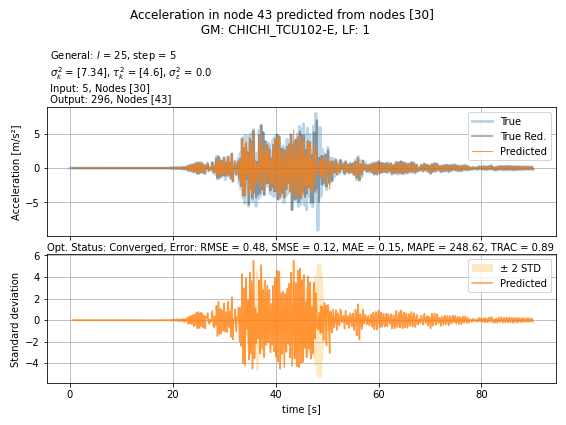 Acceleration in node 43 predicted from nodes [30]
GM: CHICHI_TCU102-E, LF: 1
General: l = 25, step = 5
σ²ₖ = [7.34], τ²ₖ = [4.6], σ²ε = 0.0
Input: 5, Nodes [30]
Output: 296, Nodes [43]
True
True Red.
Predicted
Acceleration [m/s²]
5
0
−5
Opt. Status: Converged, Error: RMSE = 0.48, SMSE = 0.12, MAE = 0.15, MAPE = 248.62, TRAC = 0.89
± 2 STD
Predicted
Standard deviation
6
4
2
0
−2
−4
0 20 40 60 80
time [s]